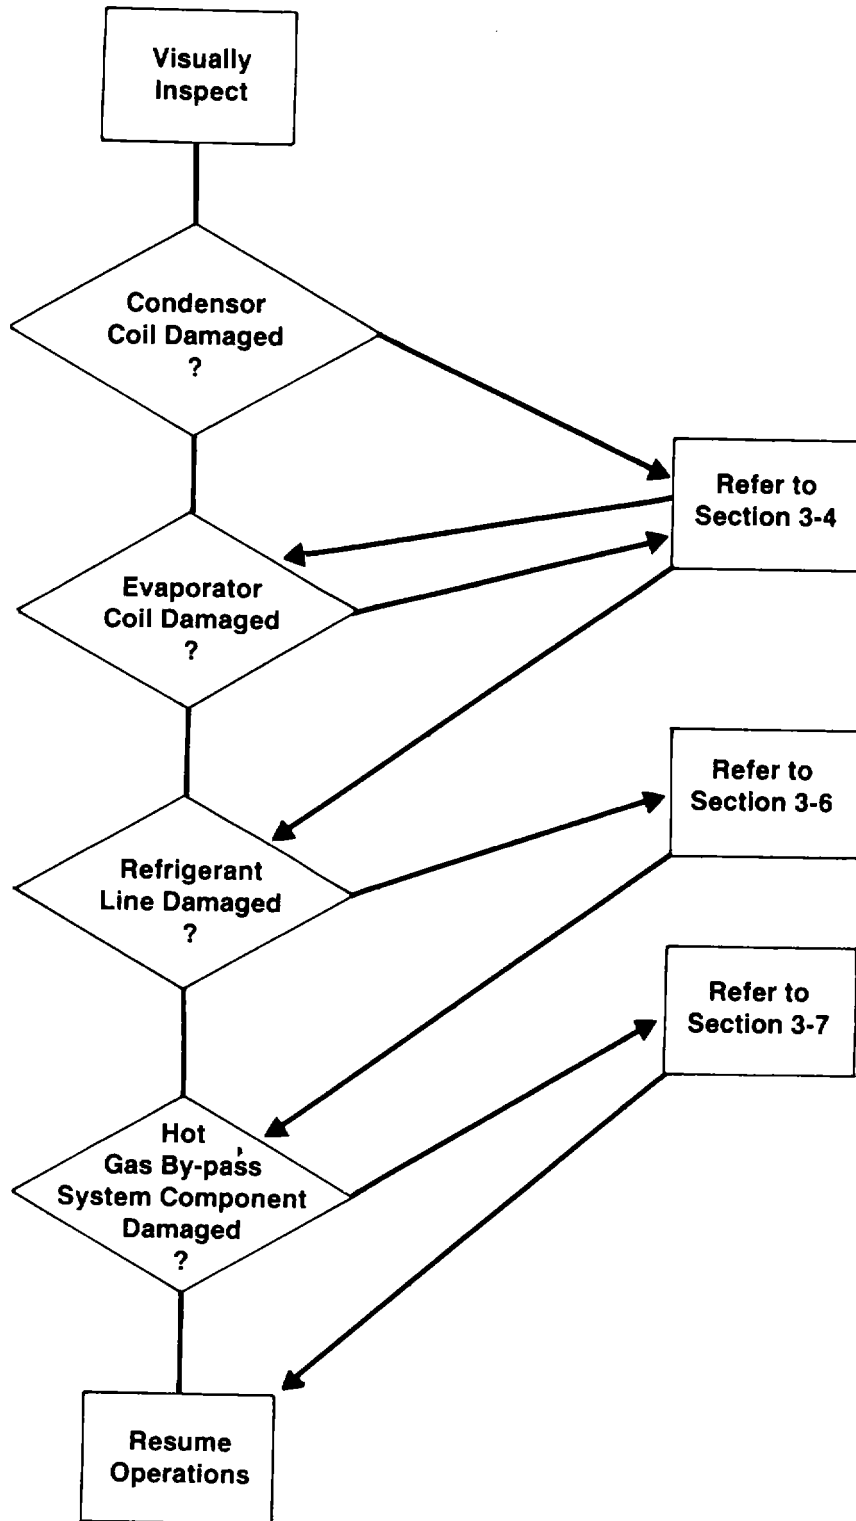 Visually
Inspect
Condensor
Coil Damaged
?
Refer to
Section 3-4
Evaporator
Coil Damaged
?
Refer to
Section 3-6
Refrigerant
Line Damaged
?
Refer to
Section 3-7
Hot
Gas By-pass
System Component
Damaged
?
Resume
Operations